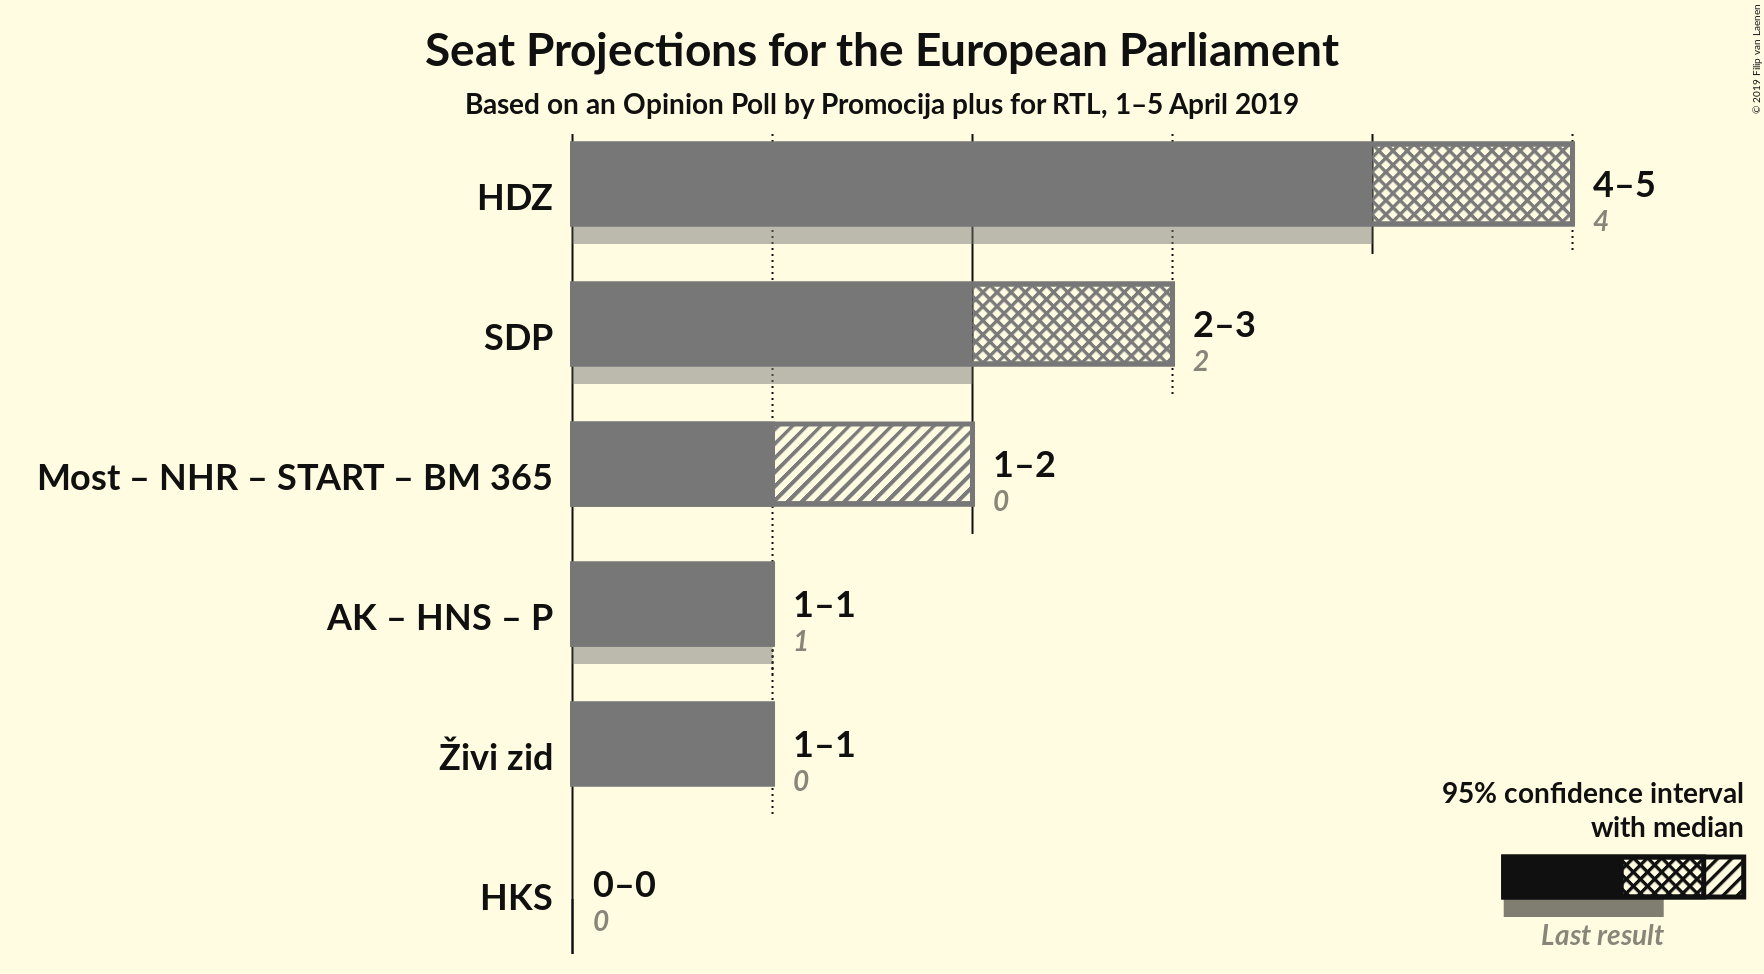 Seat Projections for the European Parliament
Based on an Opinion Poll by Promocija plus for RTL, 1–5 April 2019
© 2019 Filip van Laenen
HDZ
4–5
4
SDP
2–3
2
Most – NHR – START – BM 365
1–2
0
AK – HNS – P
1–1
1
Živi zid
1–1
0
HKS
0–0
0
95% confidence interval
with median
Last result